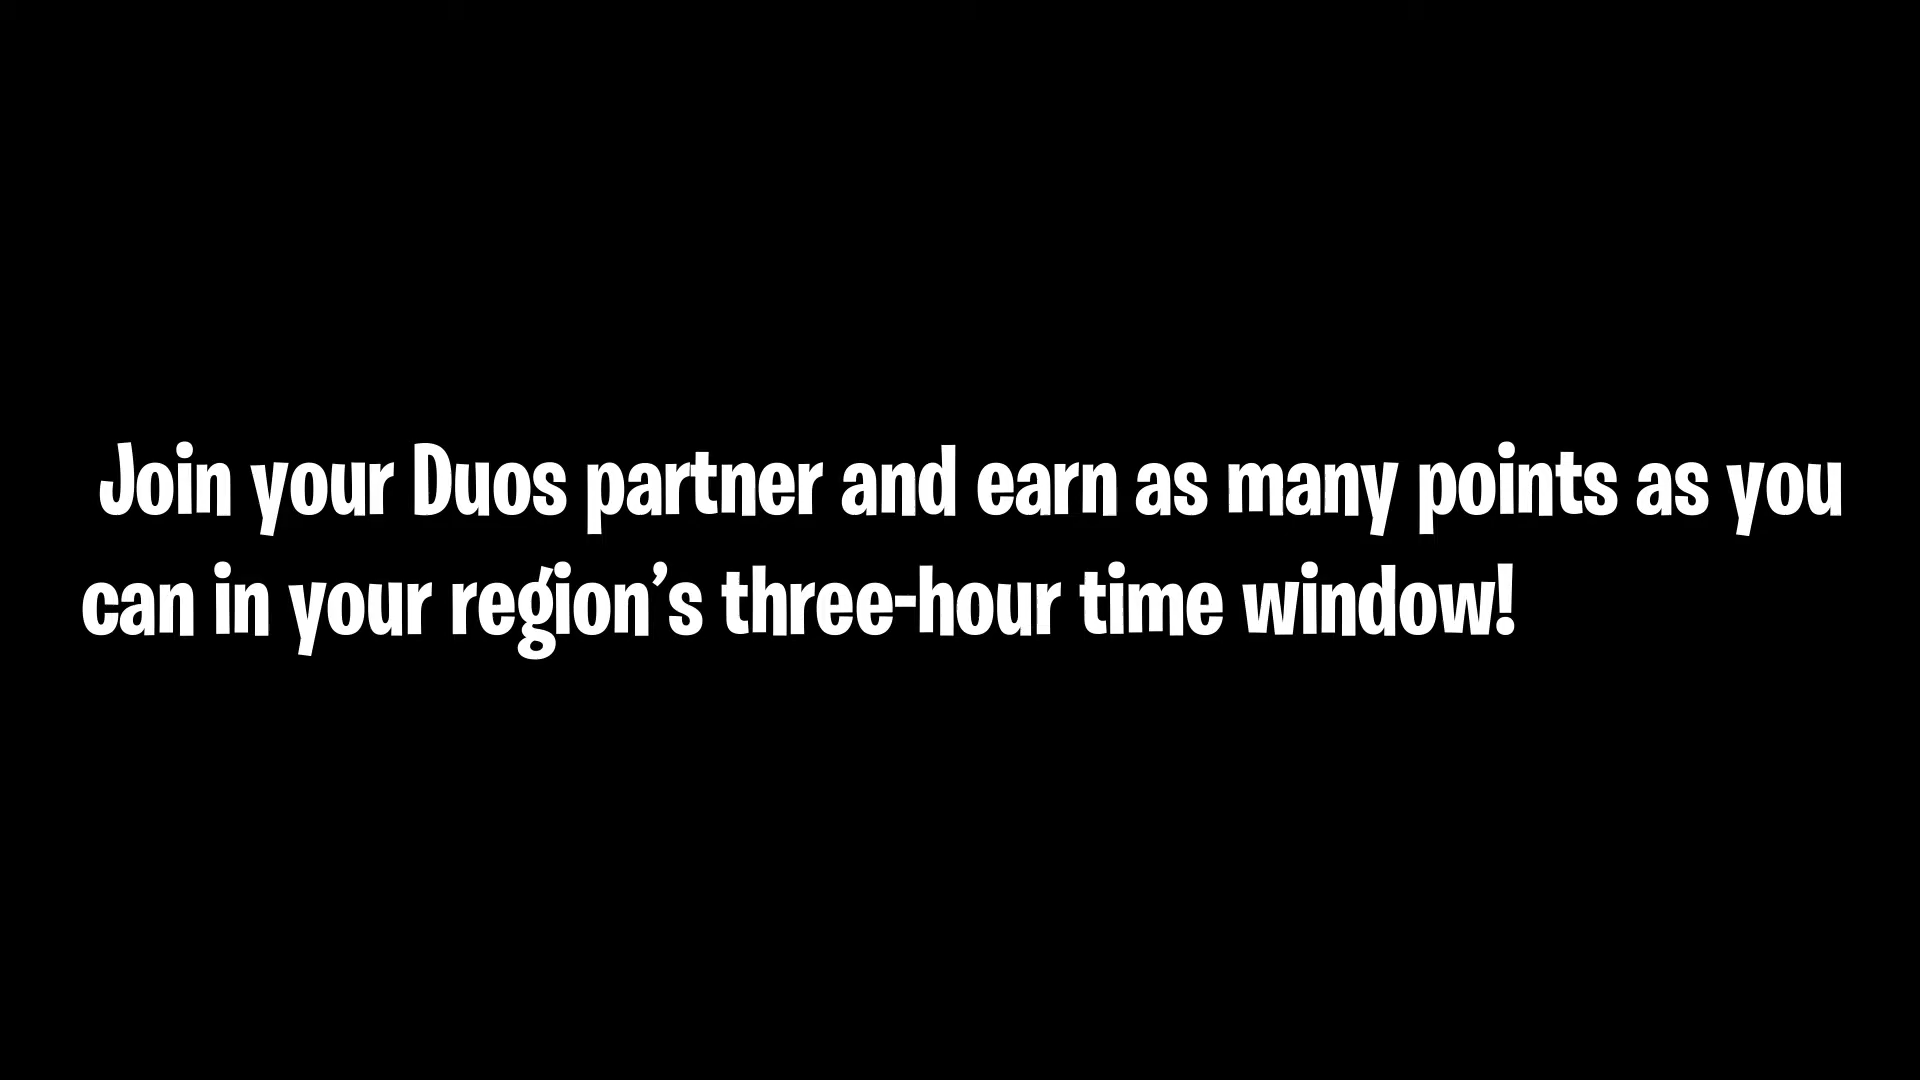 Join your Duos partner and earn as many points as you
can in your region’s three-hour time window!